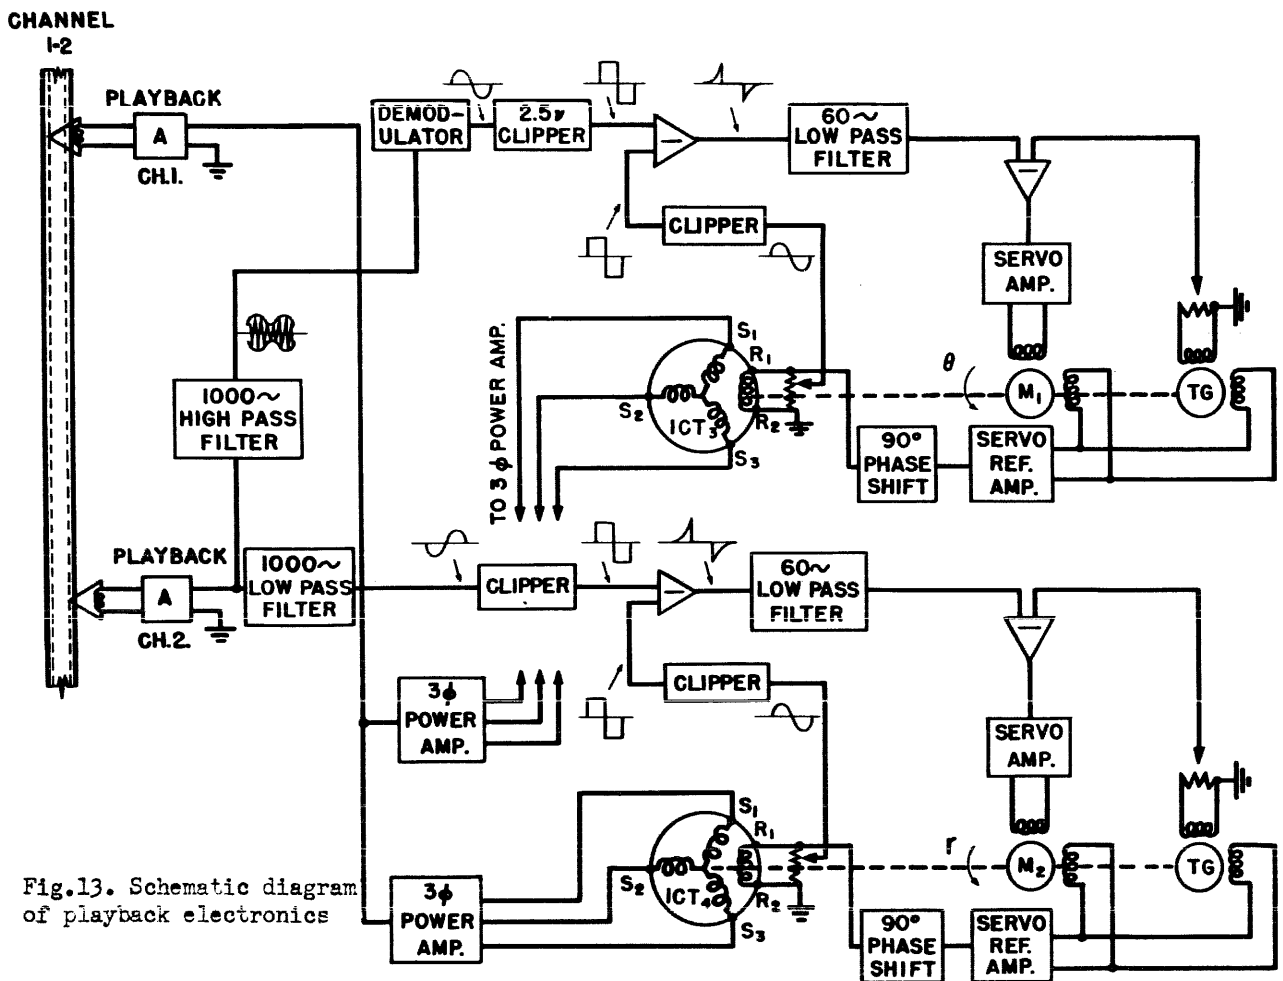 CHANNEL
1-2
PLAYBACK
A
CH.1.
DEMOD-
ULATOR
2.5v
CLIPPER
60~
LOW PASS
FILTER
CLIPPER
SERVO
AMP.
1000~
HIGH PASS
FILTER
TO 3 ϕ POWER AMP.
S1
R1
S2
ICT3
R2
S3
θ
M1
TG
90°
PHASE
SHIFT
SERVO
REF.
AMP.
PLAYBACK
A
CH.2.
1000~
LOW PASS
FILTER
CLIPPER
60~
LOW PASS
FILTER
CLIPPER
3ϕ
POWER
AMP.
SERVO
AMP.
S1
R1
S2
ICT4
R2
S3
r
M2
TG
3ϕ
POWER
AMP.
90°
PHASE
SHIFT
SERVO
REF.
AMP.
Fig.13. Schematic diagram
of playback electronics